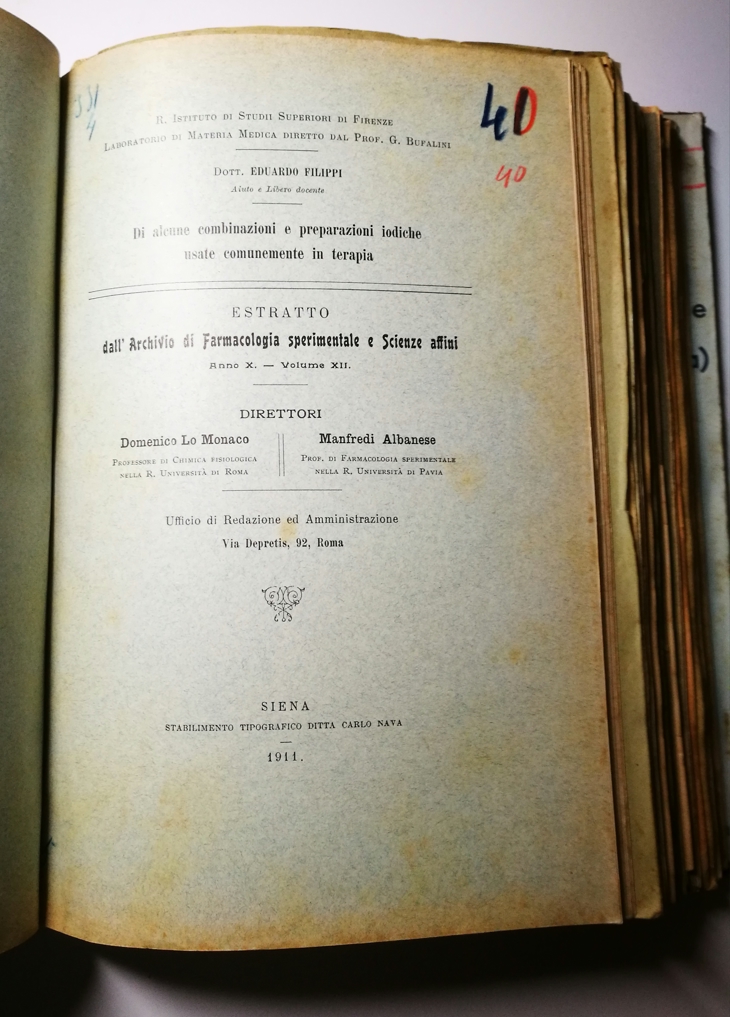 40
40
R. Istituto di Studii Superiori di Firenze
Laboratorio di Materia Medica diretto dal Prof. G. Bufalini
Dott. EDUARDO FILIPPI
Aiuto e Libero docente
Di alcune combinazioni e preparazioni iodiche
usate comunemente in terapia
ESTRATTO
dall' Archivio di Farmacologia sperimentale e Scienze affini
Anno X. — Volume XII.
DIRETTORI
Domenico Lo Monaco
Professore di Chimica fisiologica
nella R. Università di Roma
Manfredi Albanese
Prof. di Farmacologia sperimentale
nella R. Università di Pavia
Ufficio di Redazione ed Amministrazione
Via Depretis, 92, Roma
SIENA
STABILIMENTO TIPOGRAFICO DITTA CARLO NAVA
1911.